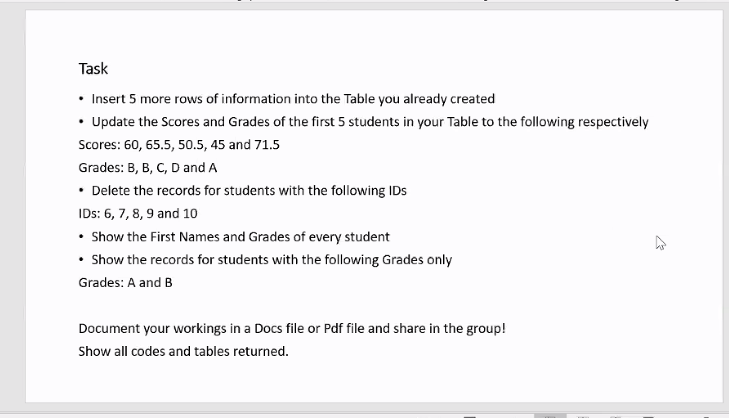 Task
• Insert 5 more rows of information into the Table you already created
• Update the Scores and Grades of the first 5 students in your Table to the following respectively
Scores: 60, 65.5, 50.5, 45 and 71.5
Grades: B, B, C, D and A
• Delete the records for students with the following IDs
IDs: 6, 7, 8, 9 and 10
• Show the First Names and Grades of every student
• Show the records for students with the following Grades only
Grades: A and B
Document your workings in a Docs file or Pdf file and share in the group!
Show all codes and tables returned.